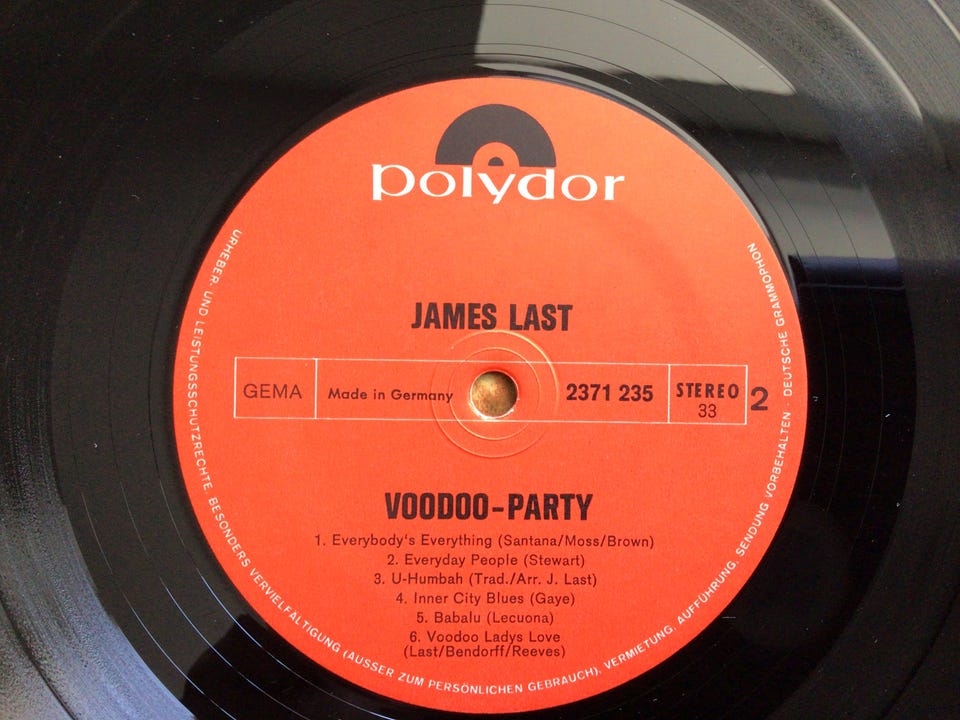 polydor
JAMES LAST
GEMA
Made in Germany
2371 235
STEREO
33
2
VOODOO-PARTY
1. Everybody's Everything (Santana/Moss/Brown)
2. Everyday People (Stewart)
3. U-Humbah (Trad./Arr. J. Last)
4. Inner City Blues (Gaye)
5. Babalu (Lecuona)
6. Voodoo Ladys Love
(Last/Bendorff/Reeves)
URHEBER- UND LEISTUNGSSCHUTZRECHTE, BESONDERS VERVIELFALTIGUNG (AUSSER ZUM PERSÖNLICHEN GEBRAUCH), VERMIETUNG, AUFFÜHRUNG, SENDUNG VORBEHALTEN · DEUTSCHE GRAMMOPHON